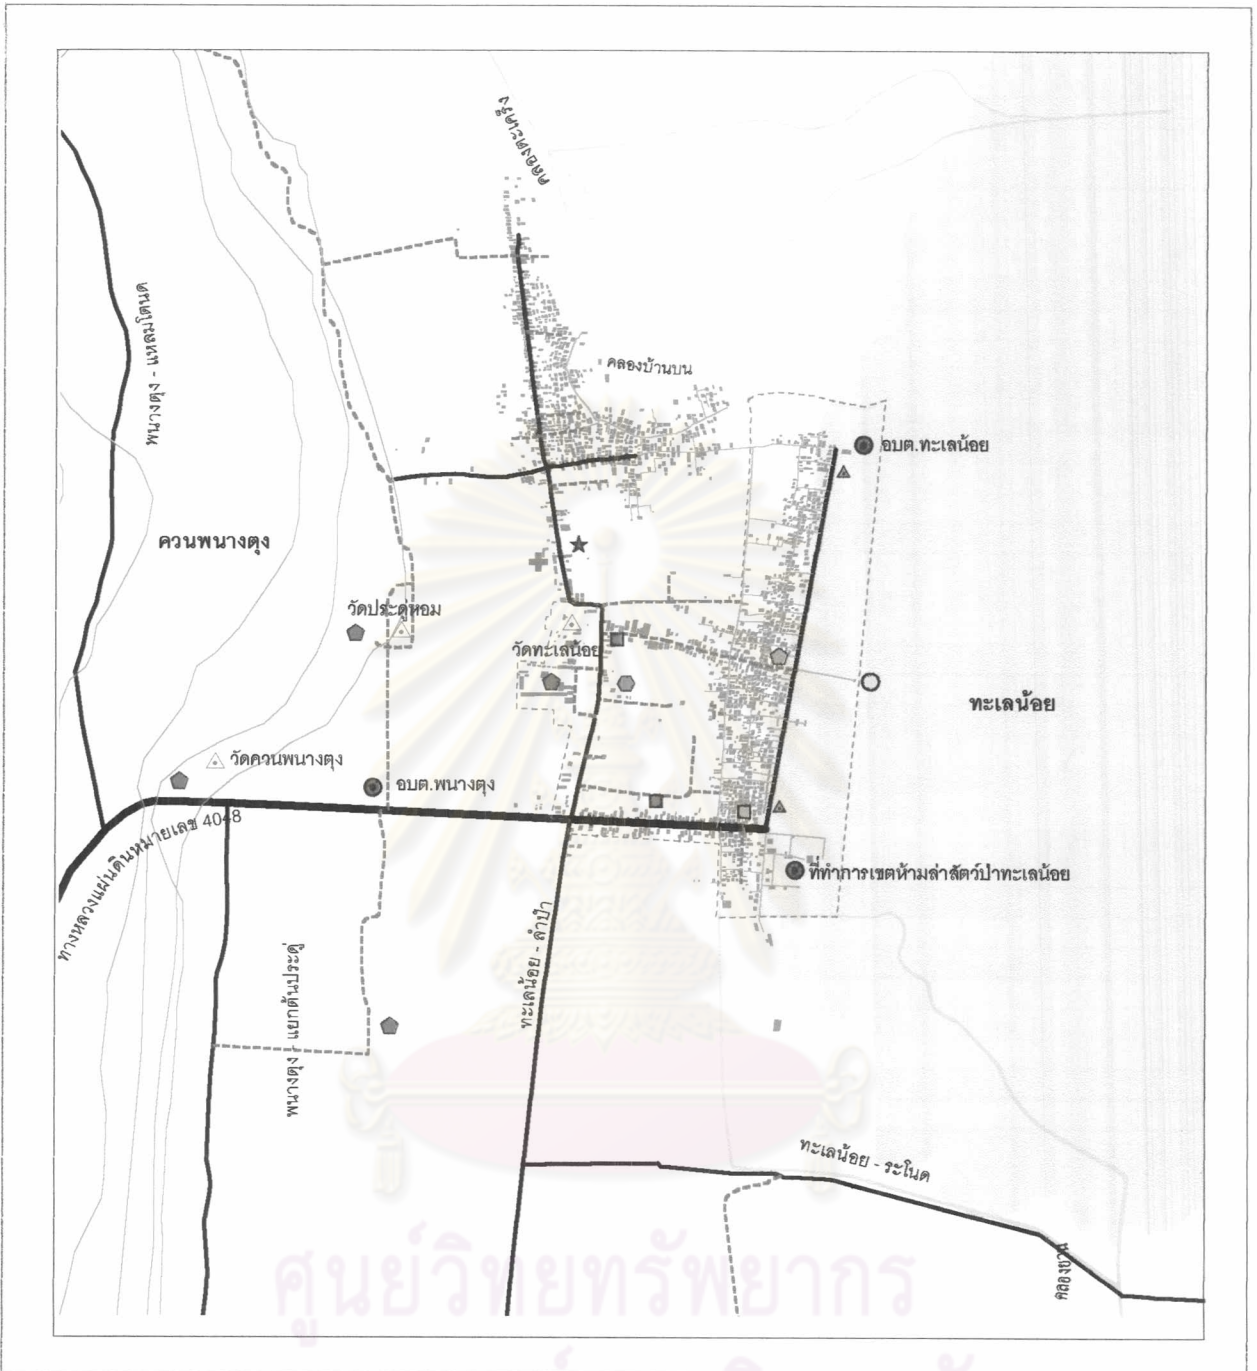 คลองตะเครียะ
พนางตุง - แหลมโตนด
คลองบ้านบน
อบต.ทะเลน้อย
ควนพนางตุง
วัดประดู่หอม
วัดทะเลน้อย
ทะเลน้อย
วัดควนพนางตุง
อบต.พนางตุง
ทางหลวงแผ่นดินหมายเลข 4048
ที่ทำการเขตห้ามล่าสัตว์ป่าทะเลน้อย
ทะเลน้อย - ลำปำ
พนางตุง - แยกต้นประดู่
ทะเลน้อย - ระโนด
คลองยวน
ศูนย์วิทยทรัพยากร